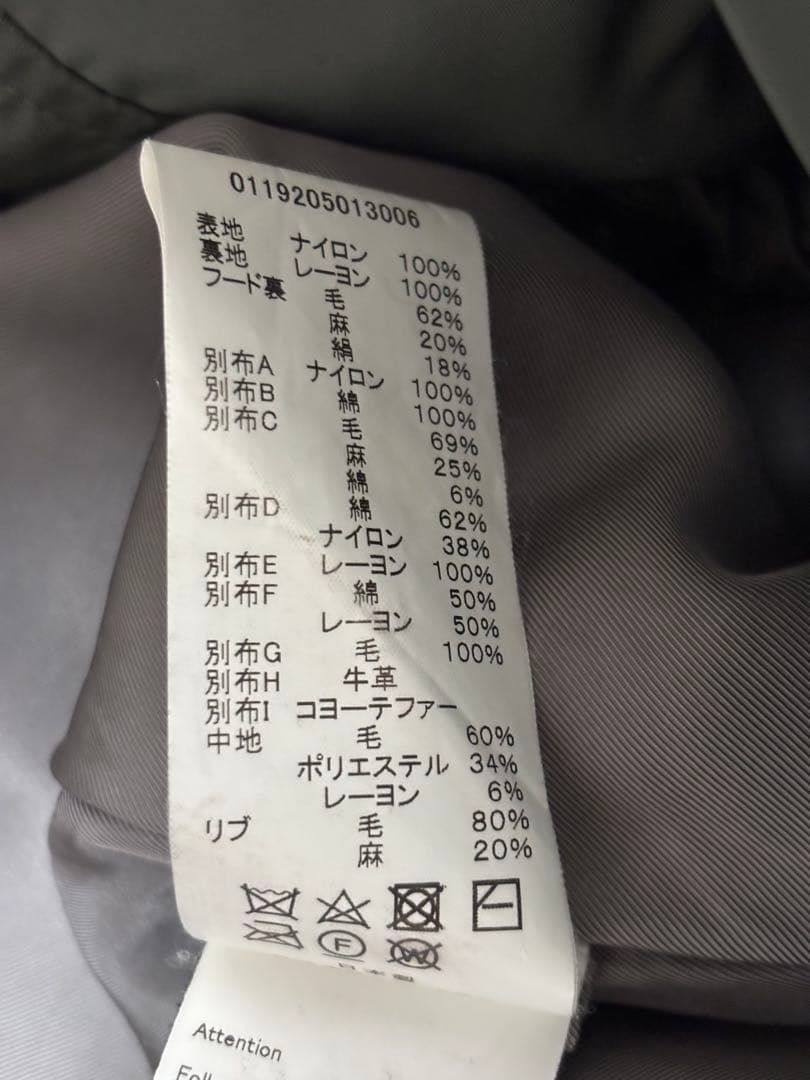 0119205013006
表地 ナイロン 100%
裏地 レーヨン 100%
フード裏 毛 62%
麻 20%
絹 18%
別布A ナイロン 100%
別布B 綿 100%
別布C 毛 69%
麻 25%
綿 6%
別布D 綿 62%
ナイロン 38%
別布E レーヨン 100%
別布F 綿 50%
レーヨン 50%
別布G 毛 100%
別布H 牛革
別布I コヨーテファー
中地 毛 60%
ポリエステル 34%
レーヨン 6%
リブ 毛 80%
麻 20%
F W
Attention